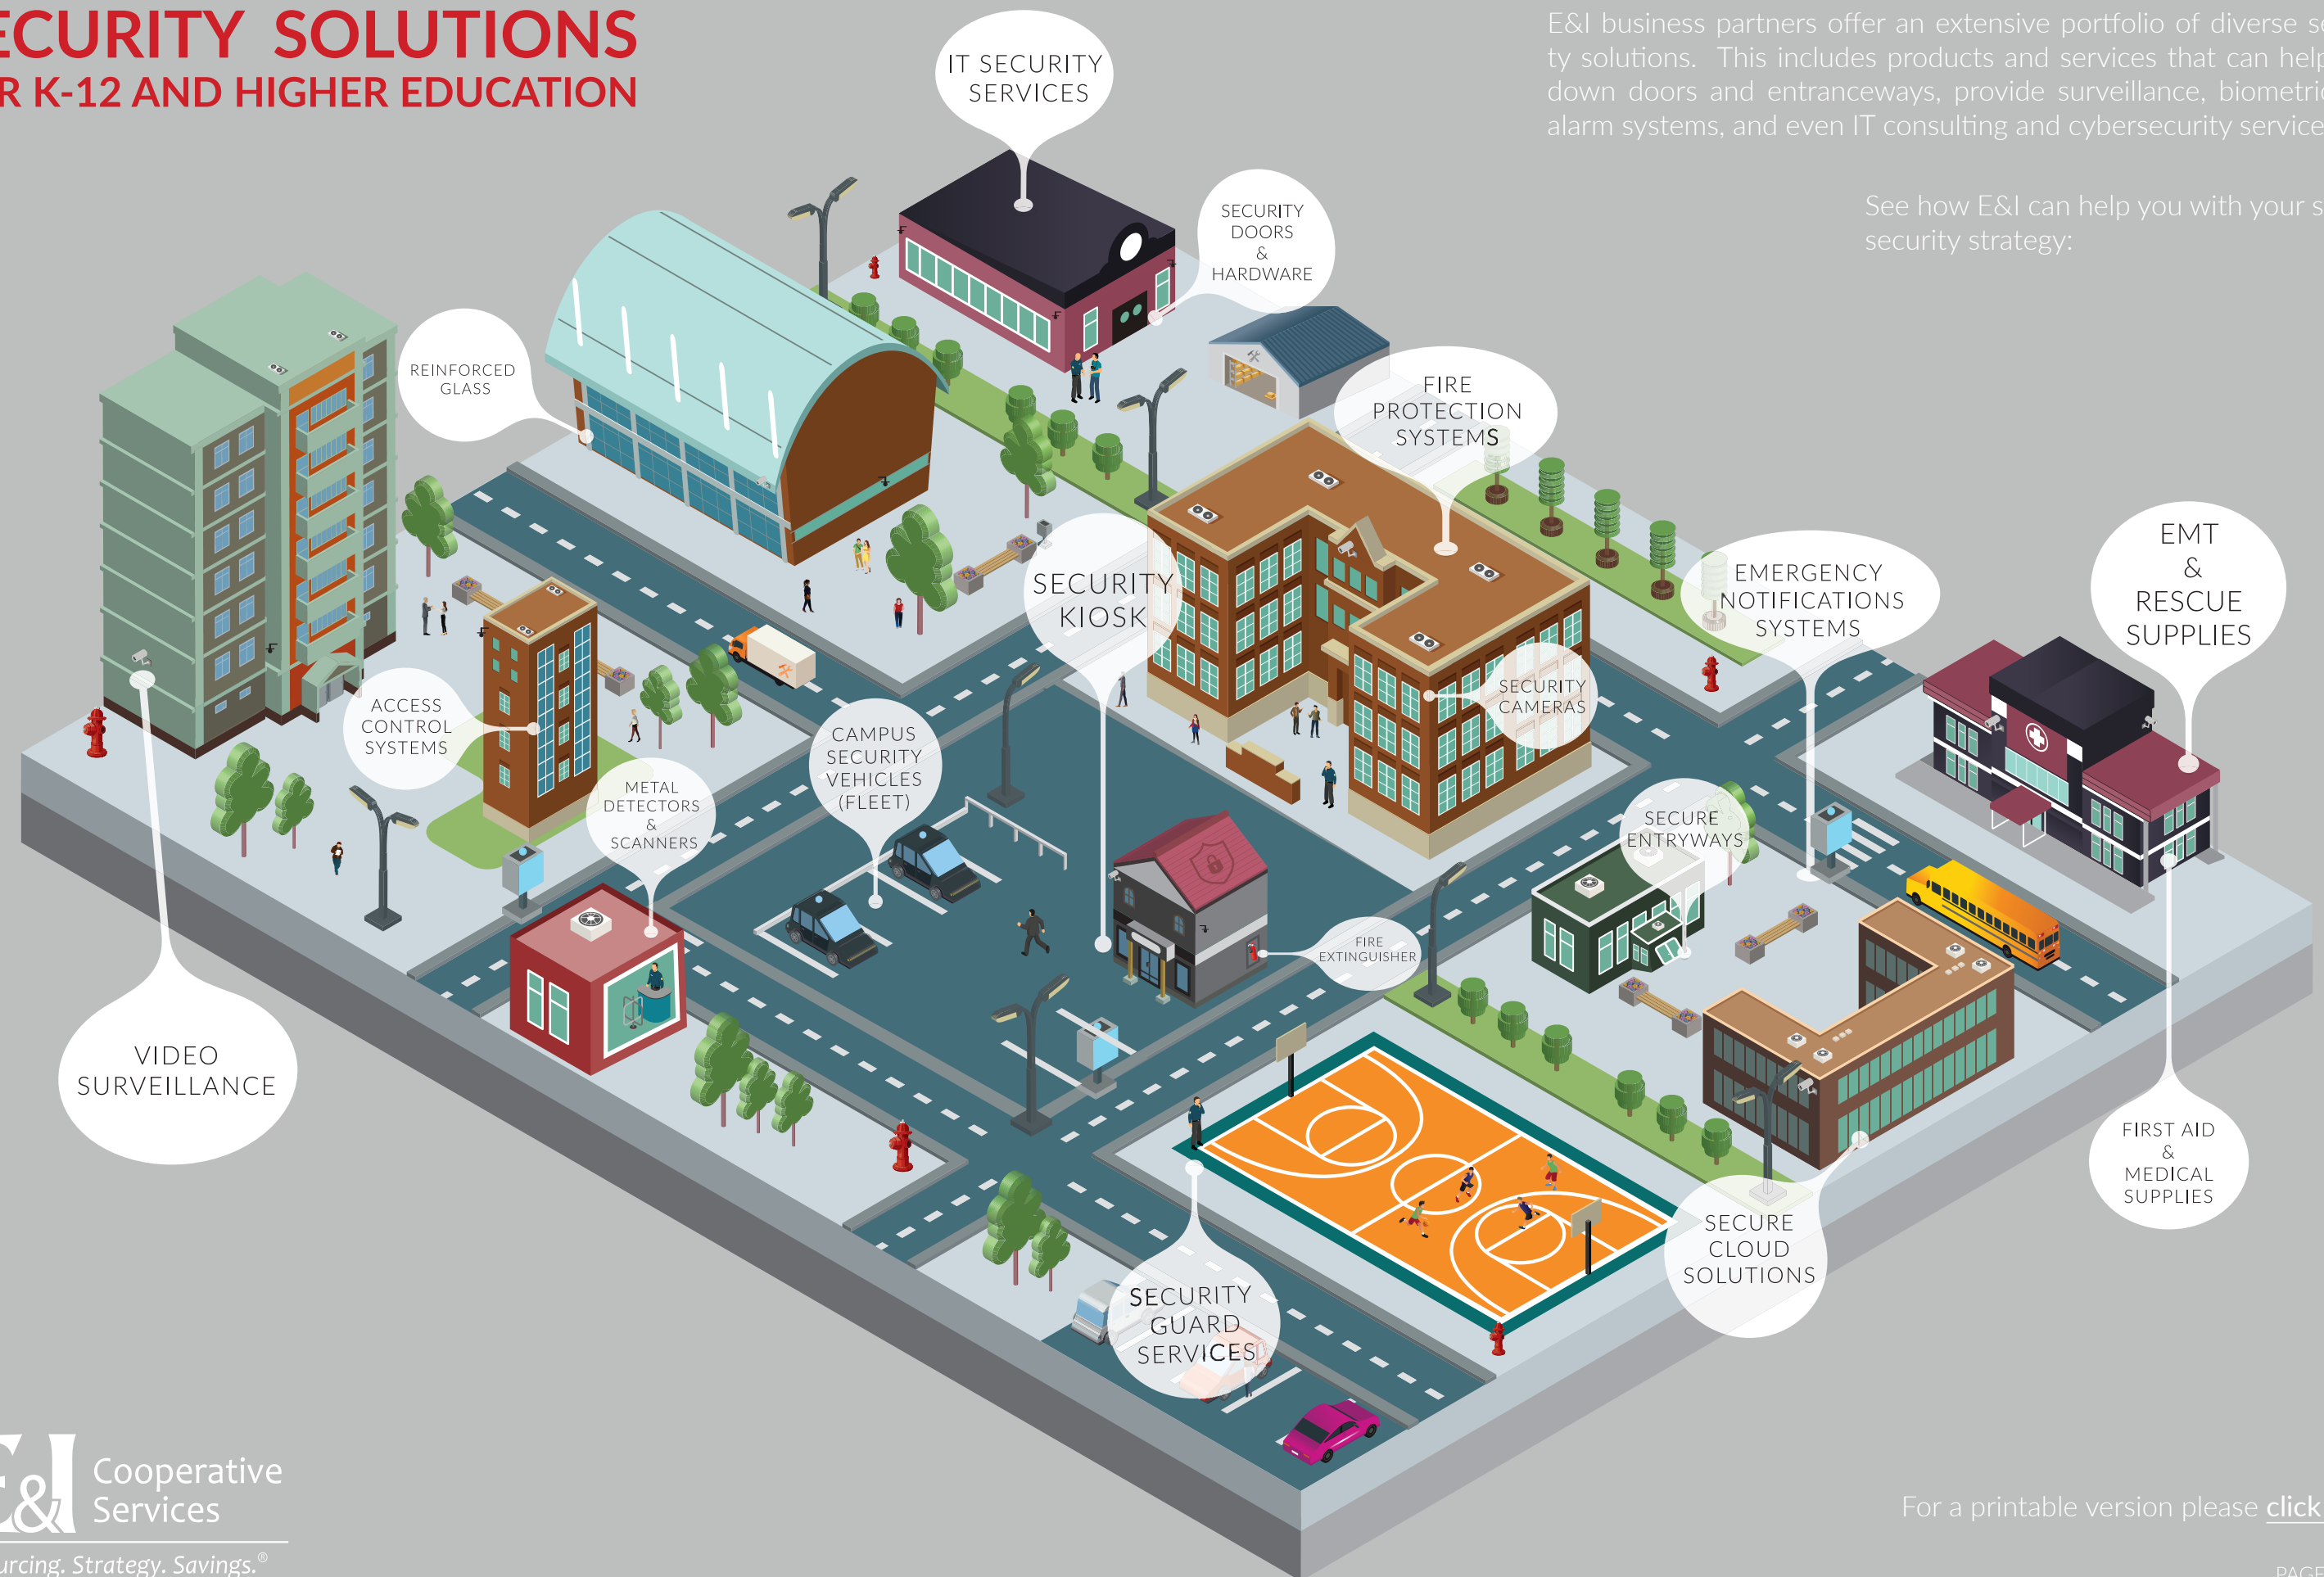 ECURITY SOLUTIONS
R K-12 AND HIGHER EDUCATION
E&I business partners offer an extensive portfolio of diverse se
ty solutions. This includes products and services that can help
down doors and entranceways, provide surveillance, biometric
alarm systems, and even IT consulting and cybersecurity service
See how E&I can help you with your s
security strategy:
IT SECURITY
SERVICES
SECURITY
DOORS
&
HARDWARE
REINFORCED
GLASS
FIRE
PROTECTION
SYSTEMS
SECURITY
KIOSK
EMERGENCY
NOTIFICATIONS
SYSTEMS
EMT
&
RESCUE
SUPPLIES
SECURITY
CAMERAS
ACCESS
CONTROL
SYSTEMS
CAMPUS
SECURITY
VEHICLES
(FLEET)
METAL
DETECTORS
&
SCANNERS
SECURE
ENTRYWAYS
FIRE
EXTINGUISHER
VIDEO
SURVEILLANCE
FIRST AID
&
MEDICAL
SUPPLIES
SECURE
CLOUD
SOLUTIONS
SECURITY
GUARD
SERVICES
E&I Cooperative
Services
urcing. Strategy. Savings.®
For a printable version please click
PAGE